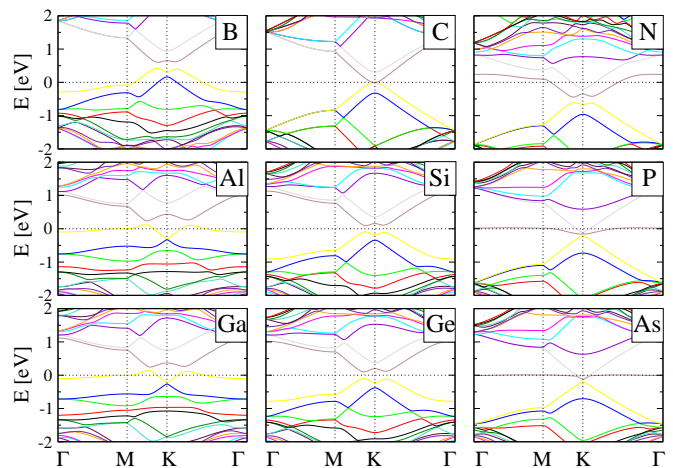 2
B
C
N
1
E [eV]
0
-1
-2
2
Al
Si
P
1
E [eV]
0
-1
-2
2
Ga
Ge
As
1
E [eV]
0
-1
-2
Γ M K Γ M K Γ M K Γ